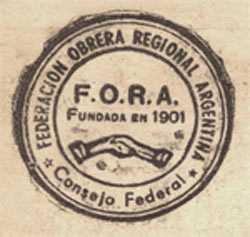 FEDERACION OBRERA REGIONAL ARGENTINA
F.O.R.A.
FUNDADA EN 1901
Consejo Federal